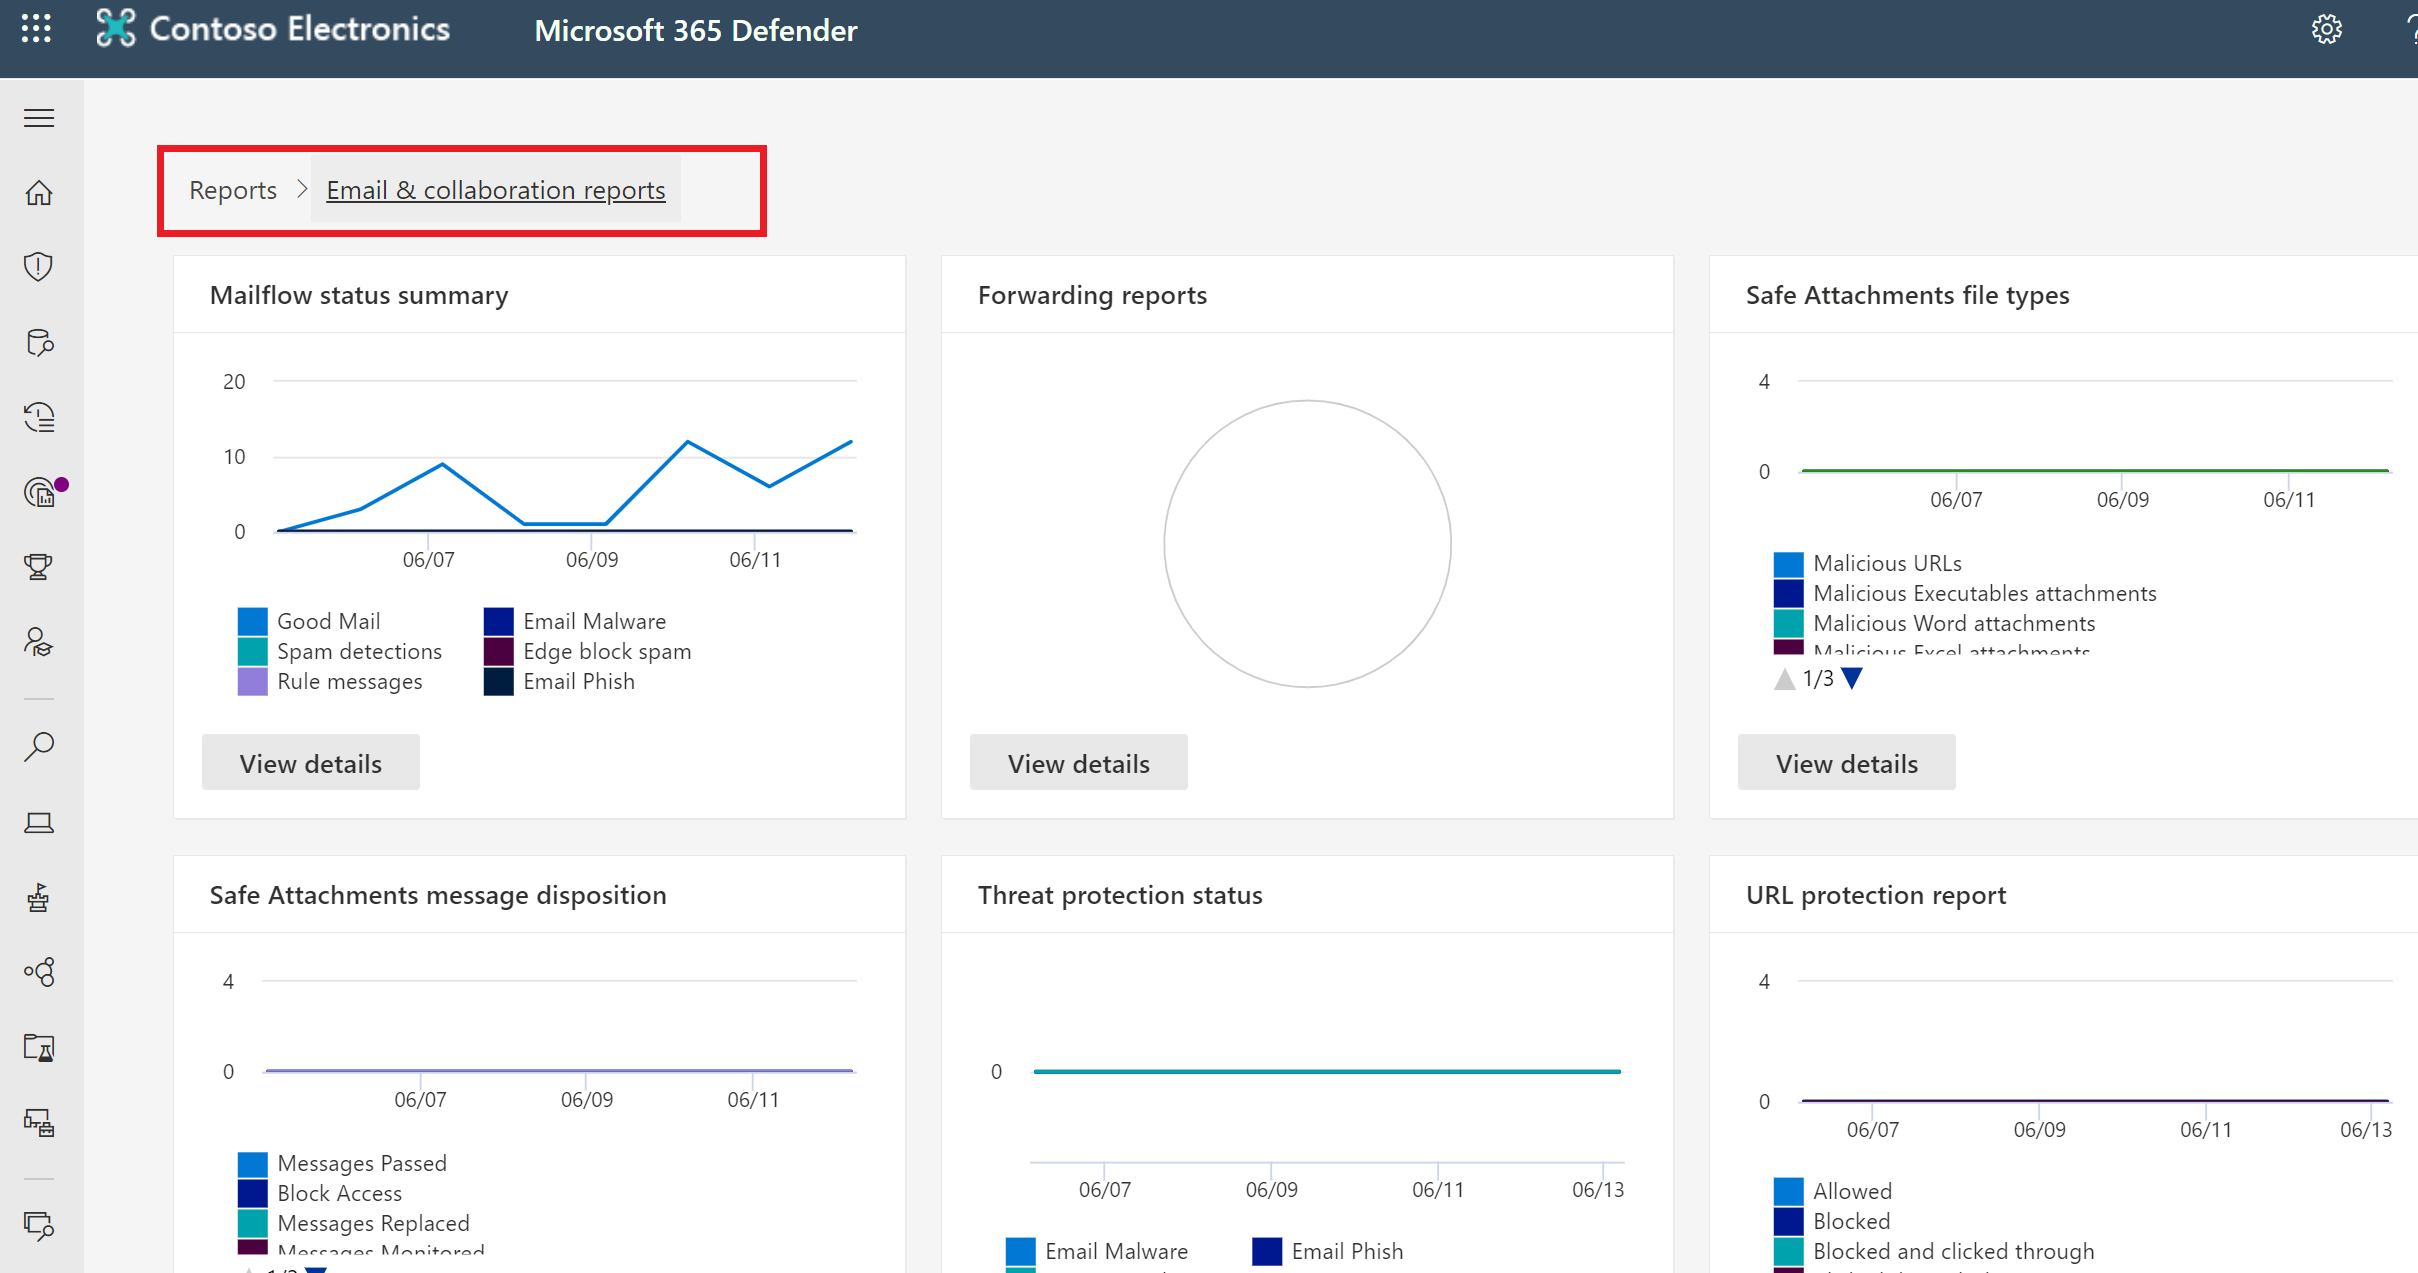 Contoso Electronics
Microsoft 365 Defender
?
Reports > Email & collaboration reports
Mailflow status summary
20
10
0
06/07 06/09 06/11
Good Mail
Spam detections
Rule messages
Email Malware
Edge block spam
Email Phish
View details
Forwarding reports
View details
Safe Attachments file types
4
0
06/07 06/09 06/11
Malicious URLs
Malicious Executables attachments
Malicious Word attachments
Malicious Excel attachments
1/3
View details
Safe Attachments message disposition
4
0
06/07 06/09 06/11
Messages Passed
Block Access
Messages Replaced
Messages Monitored
Threat protection status
0
06/07 06/09 06/11 06/13
Email Malware
Email Phish
URL protection report
4
0
06/07 06/09 06/11 06/13
Allowed
Blocked
Blocked and clicked through